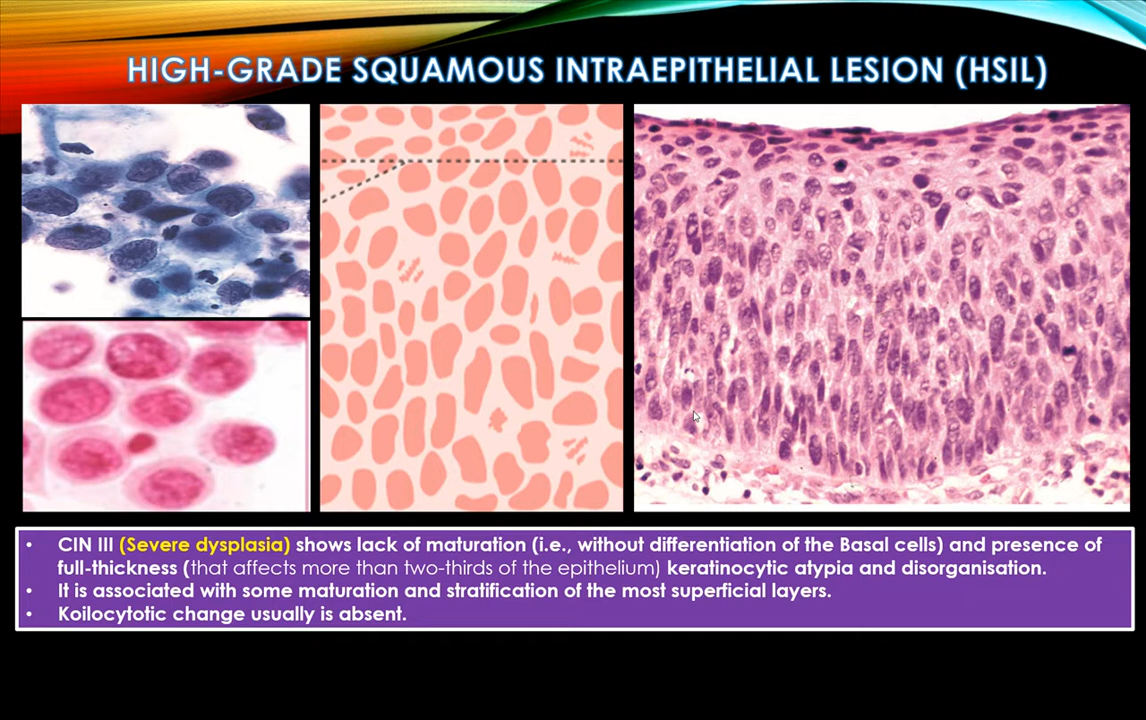 HIGH-GRADE SQUAMOUS INTRAEPITHELIAL LESION (HSIL)
• CIN III (Severe dysplasia) shows lack of maturation (i.e., without differentiation of the Basal cells) and presence of
full-thickness (that affects more than two-thirds of the epithelium) keratinocytic atypia and disorganisation.
• It is associated with some maturation and stratification of the most superficial layers.
• Koilocytotic change usually is absent.